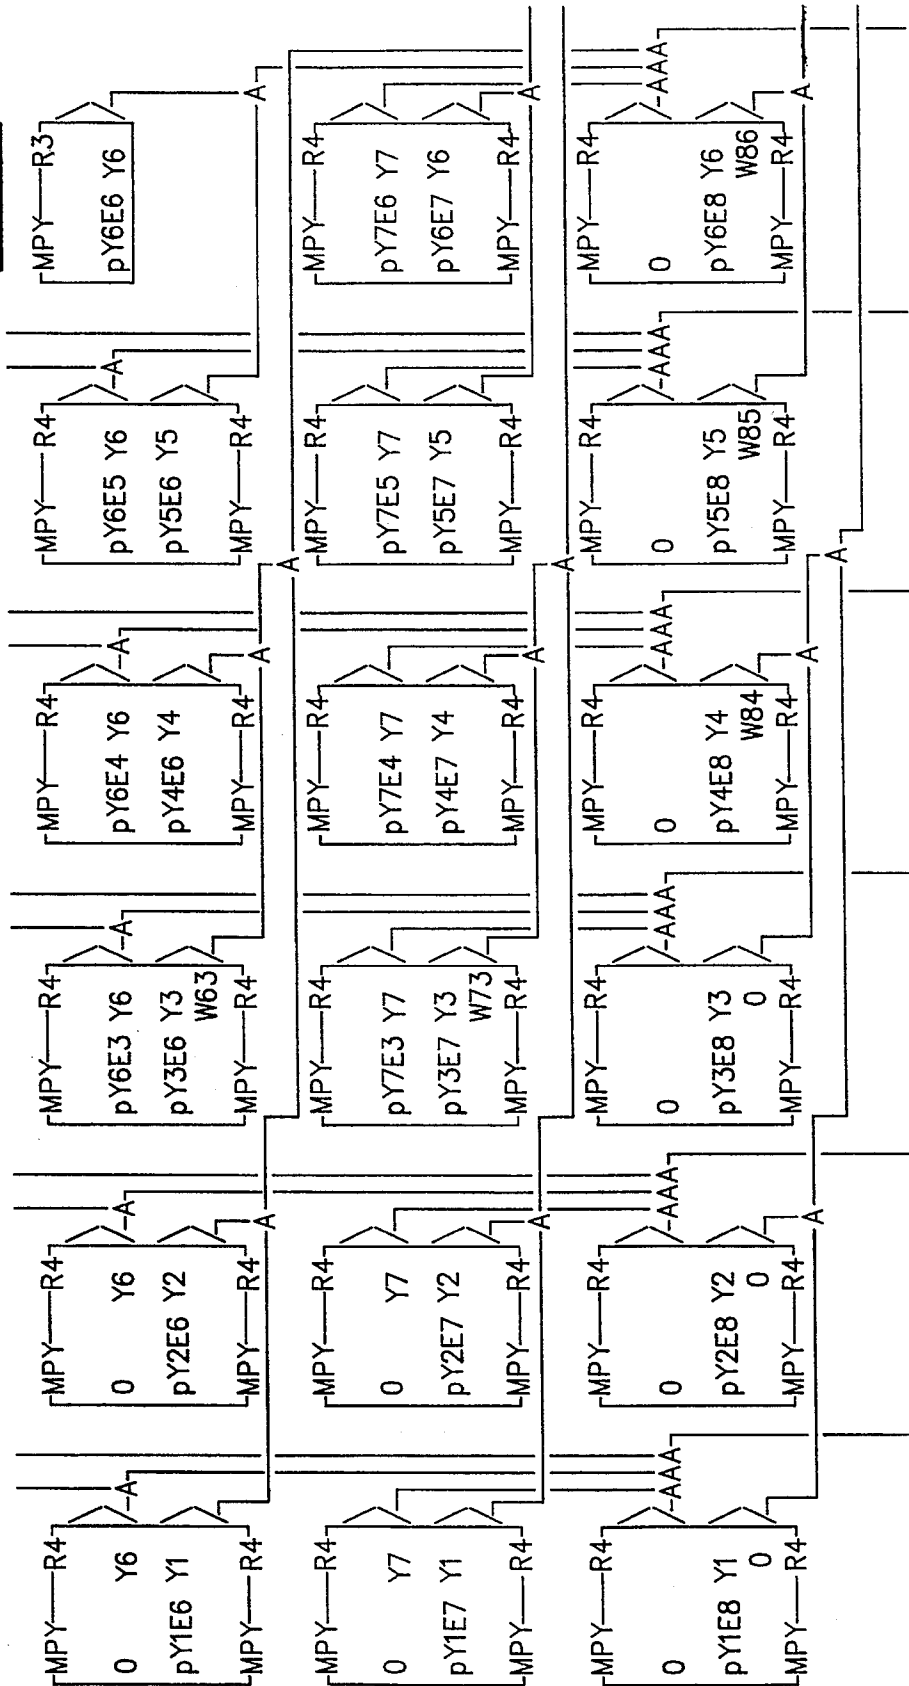 MPY R4
0 Y6
A
pY1E6 Y1
MPY R4
MPY R4
0 Y6
A
pY2E6 Y2
MPY R4
A
MPY R4
pY6E3 Y6
A
pY3E6 Y3
W63
MPY R4
MPY R4
pY6E4 Y6
A
pY4E6 Y4
MPY R4
A
A
MPY R4
pY6E5 Y6
A
pY5E6 Y5
MPY R4
MPY R3
pY6E6 Y6
A
MPY R4
0 Y7
pY1E7 Y1
MPY R4
MPY R4
0 Y7
pY2E7 Y2
MPY R4
A
MPY R4
pY7E3 Y7
pY3E7 Y3
W73
MPY R4
MPY R4
pY7E4 Y7
pY4E7 Y4
MPY R4
A
A
MPY R4
pY7E5 Y7
pY5E7 Y5
MPY R4
MPY R4
pY7E6 Y7
pY6E7 Y6
MPY R4
A
MPY R4
0
AAA
pY1E8 Y1
0
MPY R4
MPY R4
0
AAA
pY2E8 Y2
0
MPY R4
A
MPY R4
0
AAA
pY3E8 Y3
0
MPY R4
MPY R4
0
AAA
pY4E8 Y4
W84
MPY R4
A
A
MPY R4
0
AAA
pY5E8 Y5
W85
MPY R4
MPY R4
0
AAA
pY6E8 Y6
W86
MPY R4
A